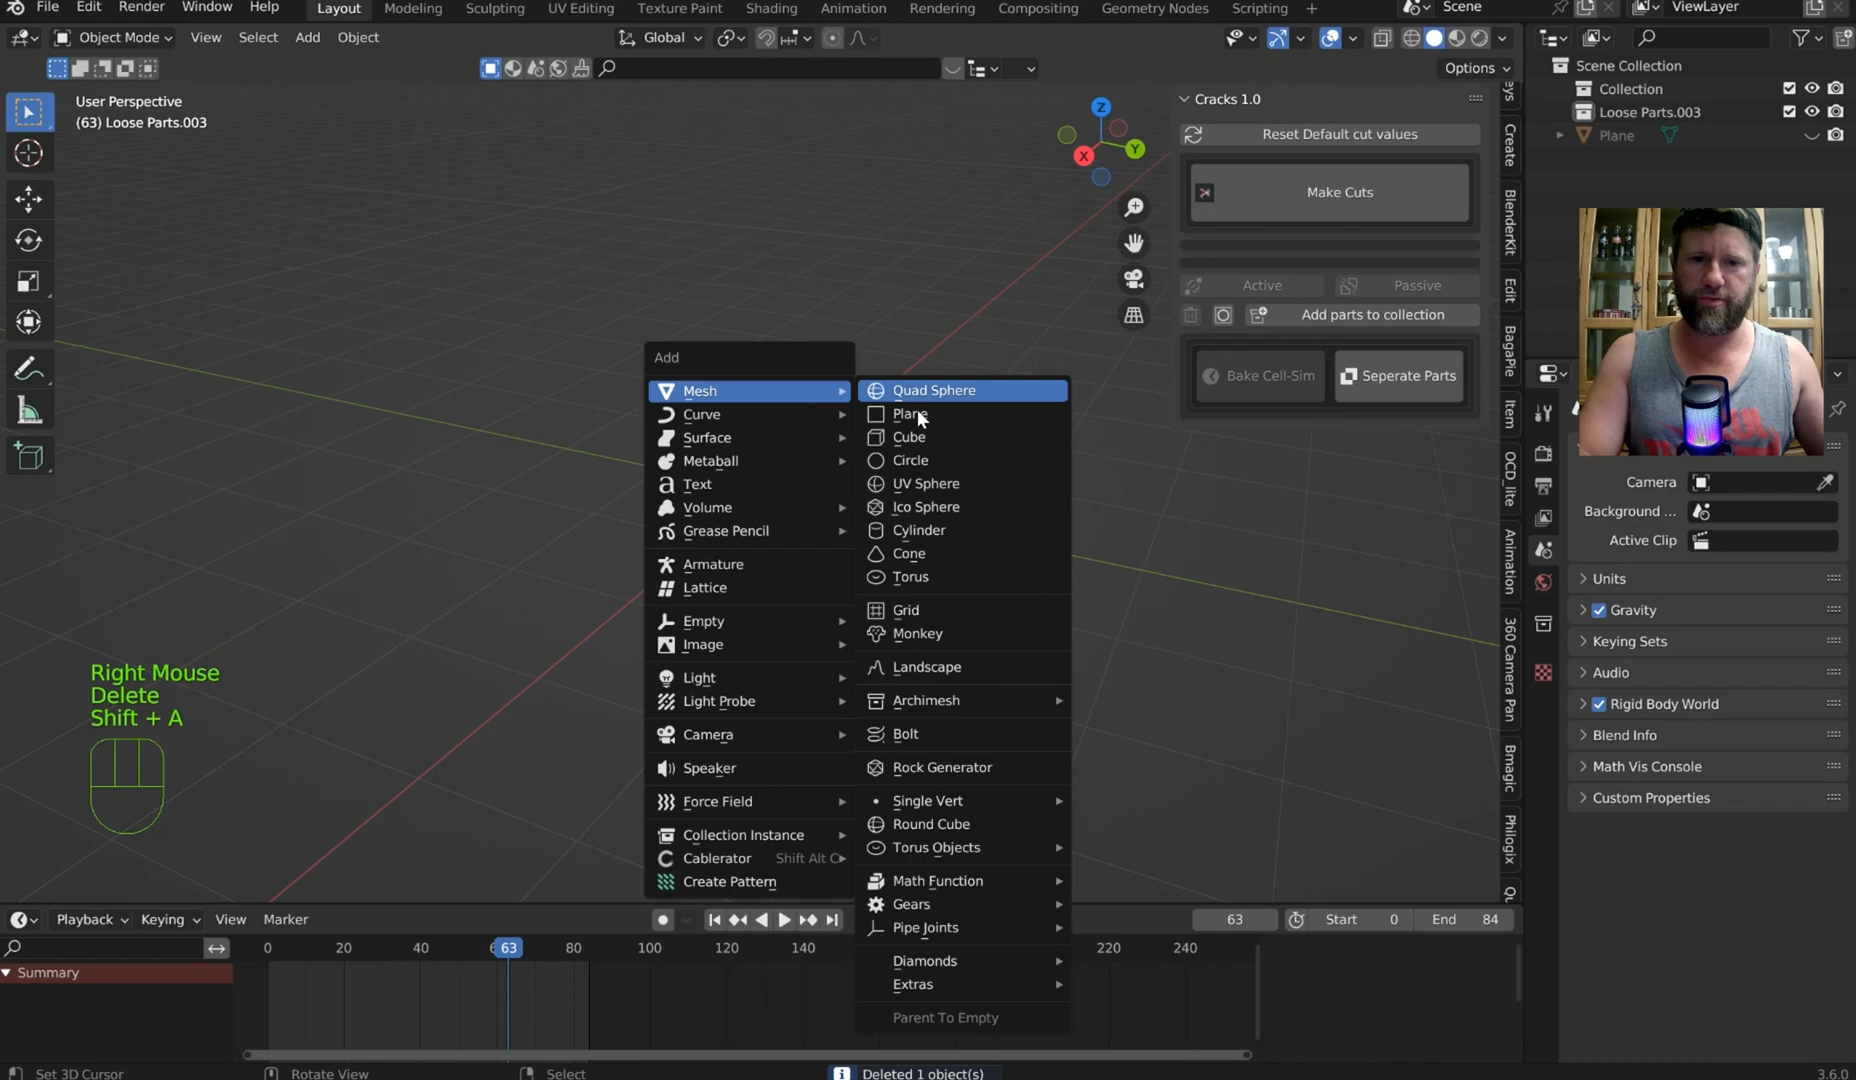 File Edit Render Window Help Layout Modeling Sculpting UV Editing Texture Paint Shading Animation Rendering Compositing Geometry Nodes Scripting + Scene ViewLayer
Object Mode View Select Add Object Global
Options
User Perspective
(63) Loose Parts.003
Z
Y
X
Cracks 1.0
Reset Default cut values
Make Cuts
Active Passive
Add parts to collection
Bake Cell-Sim Seperate Parts
Create
BlenderKit
Edit
BagaPie
Item
OCD_lite
Animation
360 Camera Pan
Bmagic
Philogix
Scene Collection
Collection
Loose Parts.003
Plane
Camera
Background ...
Active Clip
Units
Gravity
Keying Sets
Audio
Rigid Body World
Blend Info
Math Vis Console
Custom Properties
Add
Mesh
Curve
Surface
Metaball
Text
Volume
Grease Pencil
Armature
Lattice
Empty
Image
Light
Light Probe
Camera
Speaker
Force Field
Collection Instance
Cablerator Shift Alt C
Create Pattern
Quad Sphere
Plane
Cube
Circle
UV Sphere
Ico Sphere
Cylinder
Cone
Torus
Grid
Monkey
Landscape
Archimesh
Bolt
Rock Generator
Single Vert
Round Cube
Torus Objects
Math Function
Gears
Pipe Joints
Diamonds
Extras
Parent To Empty
Right Mouse
Delete
Shift + A
Playback Keying View Marker
63 Start 0 End 84
0 20 40 63 80 100 120 140 220 240
Summary
Set 3D Cursor Rotate View Select Deleted 1 object(s) 3.6.0